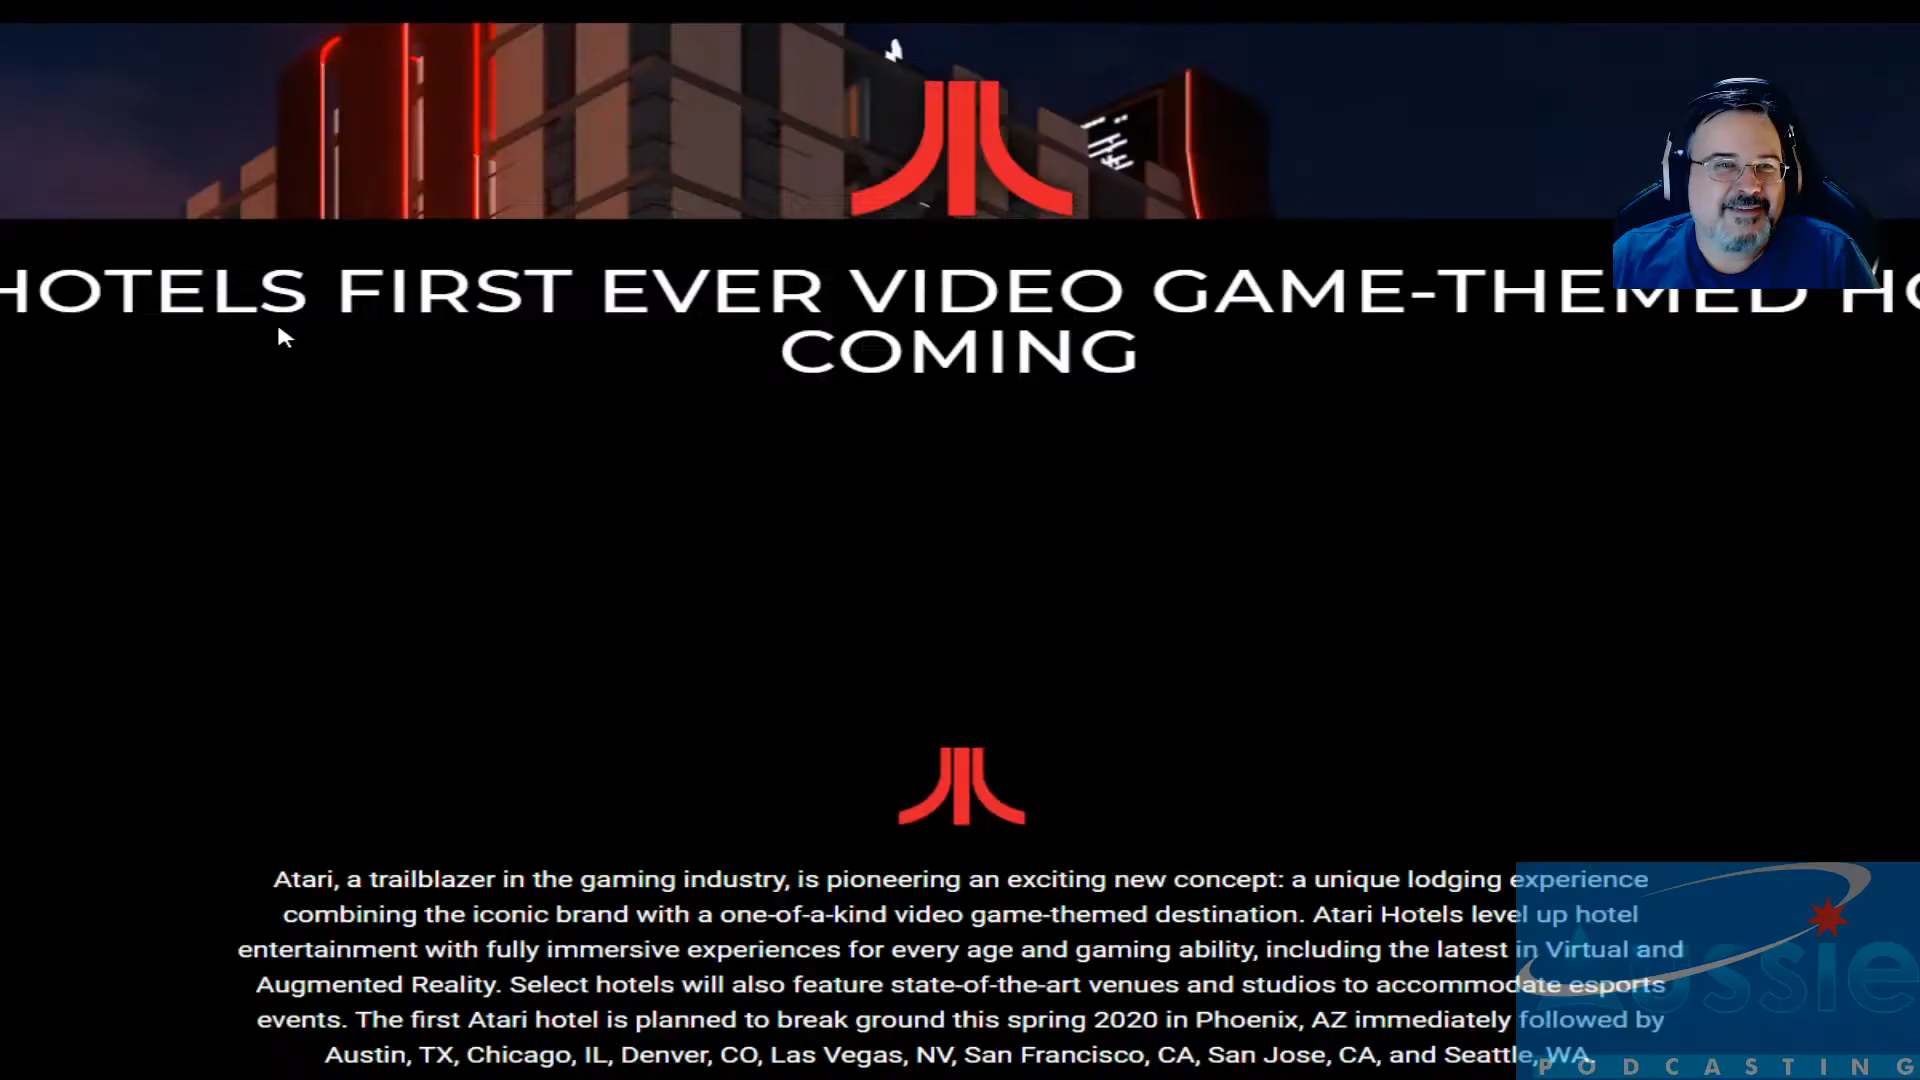 HOTELS FIRST EVER VIDEO GAME-THEMED
COMING
Atari, a trailblazer in the gaming industry, is pioneering an exciting new concept: a unique lodging experience
combining the iconic brand with a one-of-a-kind video game-themed destination. Atari Hotels level up hotel
entertainment with fully immersive experiences for every age and gaming ability, including the latest in Virtual and
Augmented Reality. Select hotels will also feature state-of-the-art venues and studios to accommodate esports
events. The first Atari hotel is planned to break ground this spring 2020 in Phoenix, AZ immediately followed by
Austin, TX, Chicago, IL, Denver, CO, Las Vegas, NV, San Francisco, CA, San Jose, CA, and Seattle, WA.
Aussie
PODCASTING